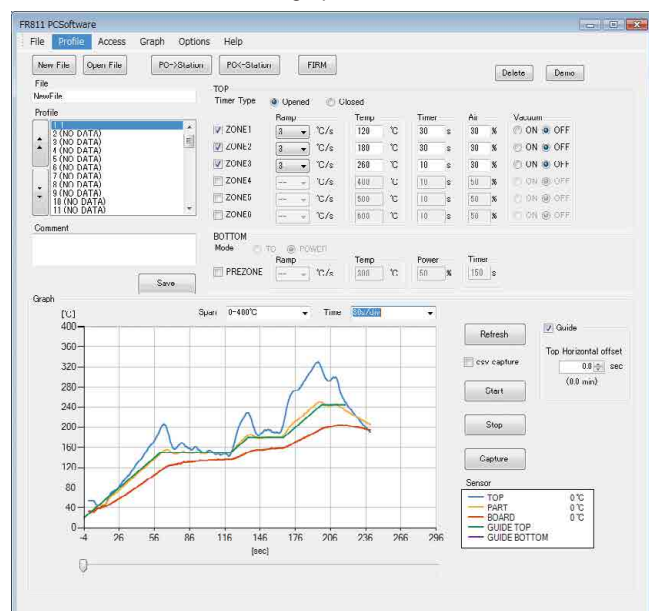 FR811 PCSoftware
File Profile Access Graph Options Help
New File Open File PC->Station PC<-Station FIRM Delete Demo
File
NewFile
TOP
Timer Type Opened Closed
Profile
Ramp Temp Timer Air Vacuum
1 1
2 (NO DATA)
3 (NO DATA)
4 (NO DATA)
5 (NO DATA)
6 (NO DATA)
7 (NO DATA)
8 (NO DATA)
9 (NO DATA)
10 (NO DATA)
11 (NO DATA)
ZONE1 3 ℃/s 120 ℃ 30 s 30 % ON OFF
ZONE2 3 ℃/s 180 ℃ 30 s 30 % ON OFF
ZONE3 3 ℃/s 260 ℃ 10 s 30 % ON OFF
ZONE4 --- ℃/s 400 ℃ 10 s 50 % ON OFF
ZONE5 --- ℃/s 500 ℃ 10 s 50 % ON OFF
ZONE6 --- ℃/s 600 ℃ 10 s 50 % ON OFF
Comment
BOTTOM
Mode TC POWER
Ramp Temp Power Timer
PREZONE --- ℃/s 300 ℃ 50 % 150 s
Save
Graph
[℃] Span 0-400℃ Time 30s/div
400
360
320
280
240
200
160
120
80
40
0
-4 26 56 86 116 146 176 206 236 266 296
[sec]
Refresh
csv capture
Start
Stop
Capture
Guide
Top Horizontal offset
0.0 sec
(0.0 min)
Sensor
TOP 0 ℃
PART 0 ℃
BOARD 0 ℃
GUIDE TOP
GUIDE BOTTOM